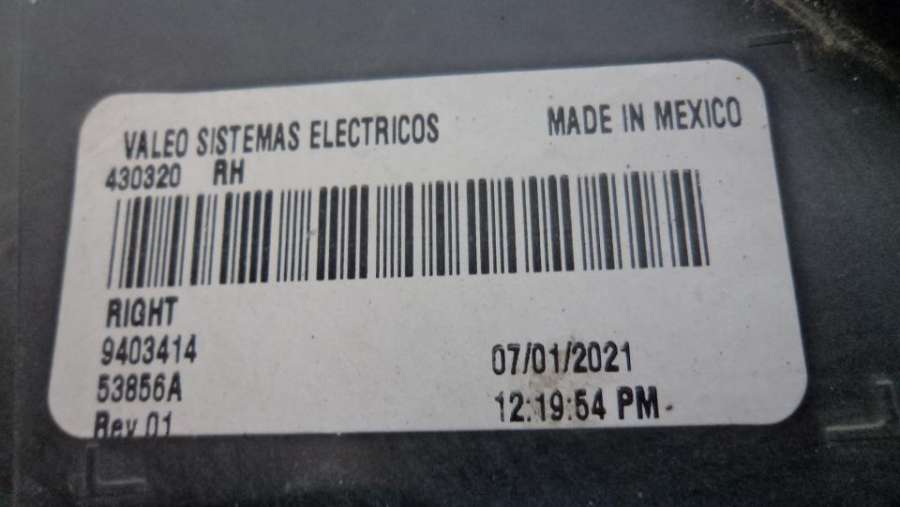 VALEO SISTEMAS ELECTRICOS MADE IN MEXICO
430320 RH
RIGHT
9403414 07/01/2021
53856A 12:19:54 PM
Rev 01